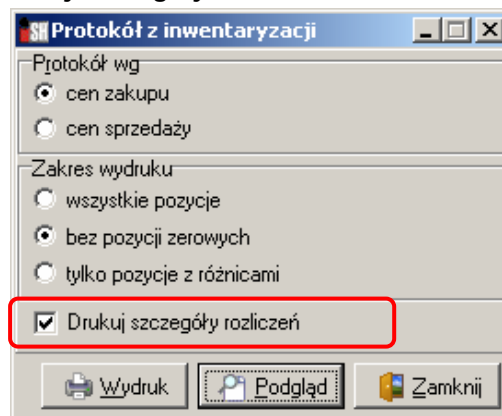 SH Protokół z inwentaryzacji
Protokół wg
cen zakupu
cen sprzedaży
Zakres wydruku
wszystkie pozycje
bez pozycji zerowych
tylko pozycje z różnicami
Drukuj szczegóły rozliczeń
Wydruk Podgląd Zamknij